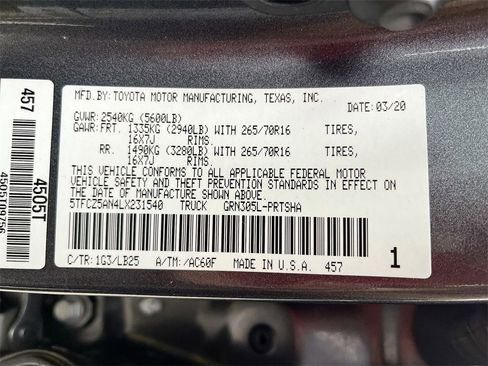 MFD.BY:TOYOTA MOTOR MANUFACTURING, TEXAS, INC.
DATE:03/20
GVWR:2540KG (5600LB)
GAWR:FRT. 1335KG (2940LB) WITH 265/70R16 TIRES,
16X7J RIMS.
RR. 1490KG (3280LB) WITH 265/70R16 TIRES,
16X7J RIMS.
THIS VEHICLE CONFORMS TO ALL APPLICABLE FEDERAL MOTOR
VEHICLE SAFETY AND THEFT PREVENTION STANDARDS IN EFFECT ON
THE DATE OF MANUFACTURE SHOWN ABOVE.
5TFCZ5AN4LX231540 TRUCK GRN305L-PRTSHA
C/TR:1G3/LB25 A/TM:/AC60F MADE IN U.S.A. 457 1
457
4505T
4505T09756